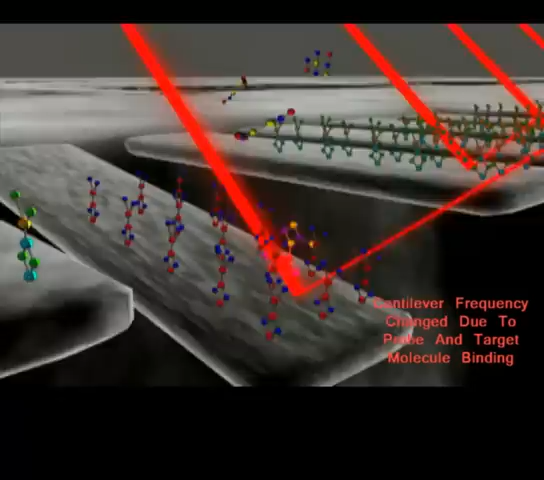 Cantilever Frequency
Changed Due To
Probe And Target
Molecule Binding